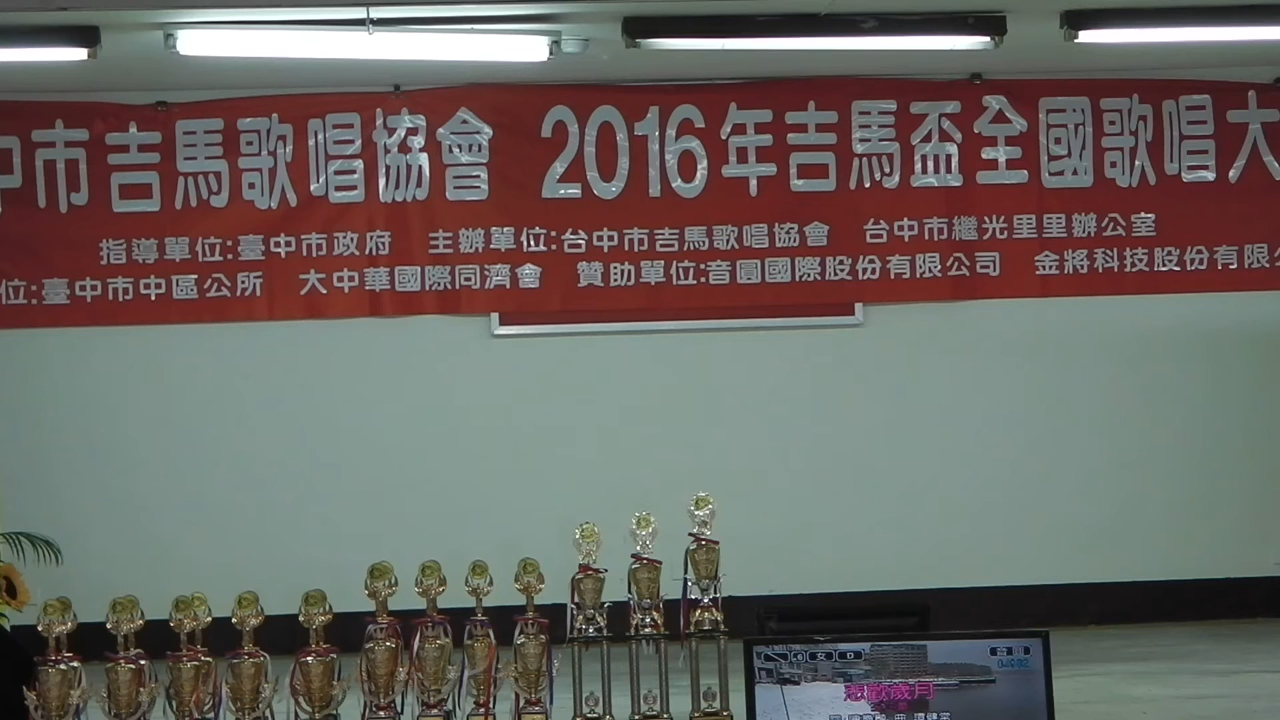 中市吉馬歌唱協會 2016年吉馬盃全國歌唱大
指導單位:臺中市政府 主辦單位:台中市吉馬歌唱協會 台中市繼光里里辦公室
位:臺中市中區公所 大中華國際同濟會 贊助單位:音圓國際股份有限公司 金將科技股份有限公
女
音圓
悲歡歲月